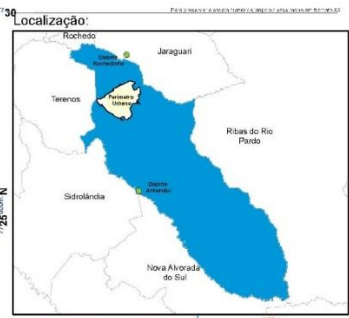 30
Localização:
Rochedo
Jaraguari
Distrito
Rochedinho
Terenos
Perímetro
Urbano
Ribas do Rio
Pardo
Distrito
Anhanduí
Sidrolândia
N
Nova Alvorada
do Sul